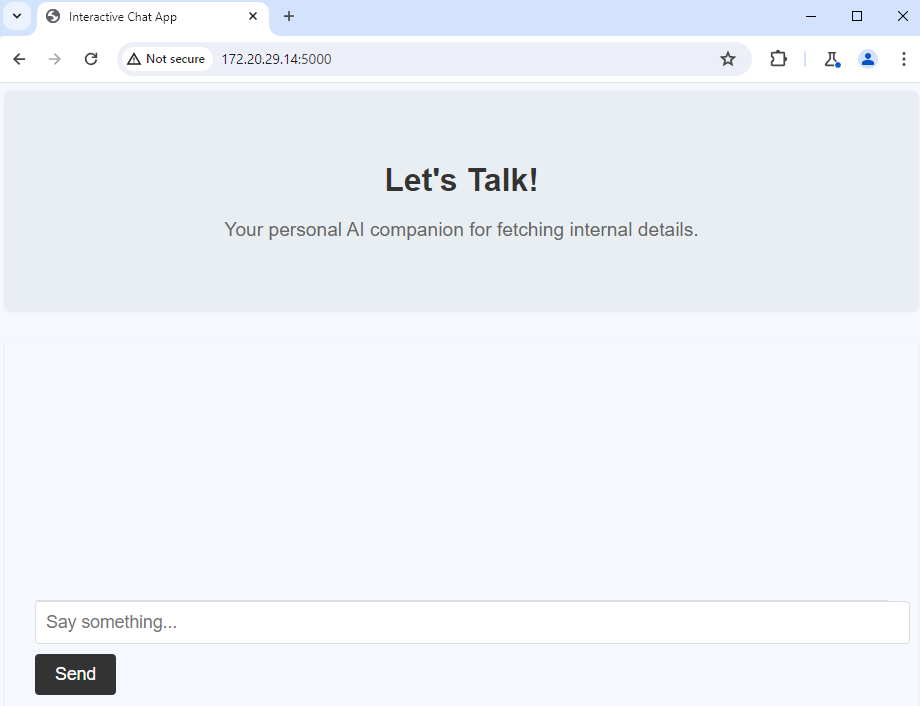 Interactive Chat App
Not secure 172.20.29.14:5000
Let's Talk!
Your personal AI companion for fetching internal details.
Say something...
Send